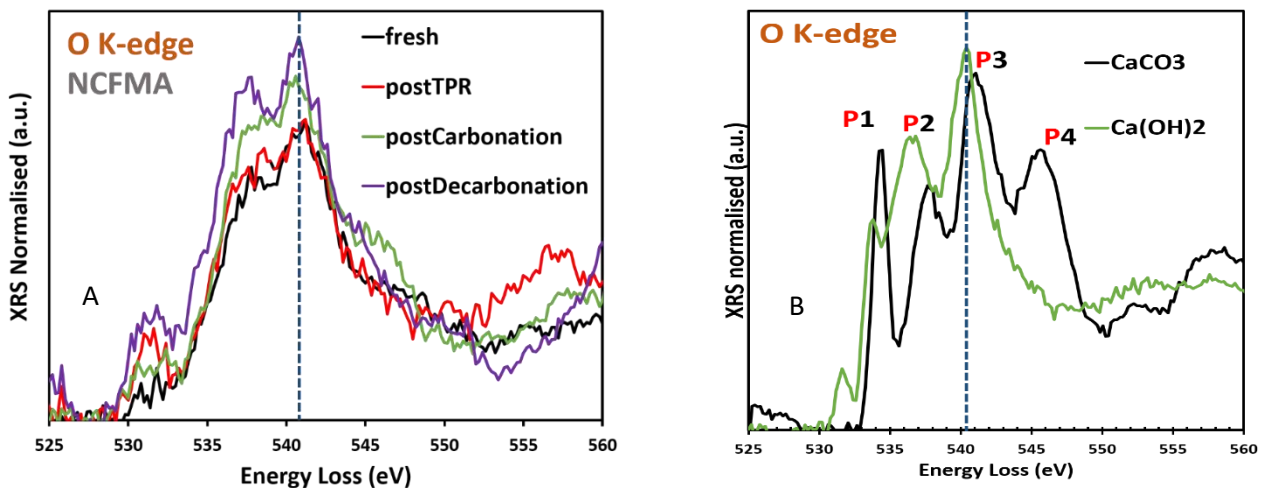 O K-edge
NCFMA
fresh
postTPR
postCarbonation
postDecarbonation
A
XRS Normalised (a.u.)
525 530 535 540 545 550 555 560
Energy Loss (eV)
O K-edge
P1
P2
P3
P4
CaCO3
Ca(OH)2
B
XRS normalised (a.u.)
525 530 535 540 545 550 555 560
Energy Loss (eV)